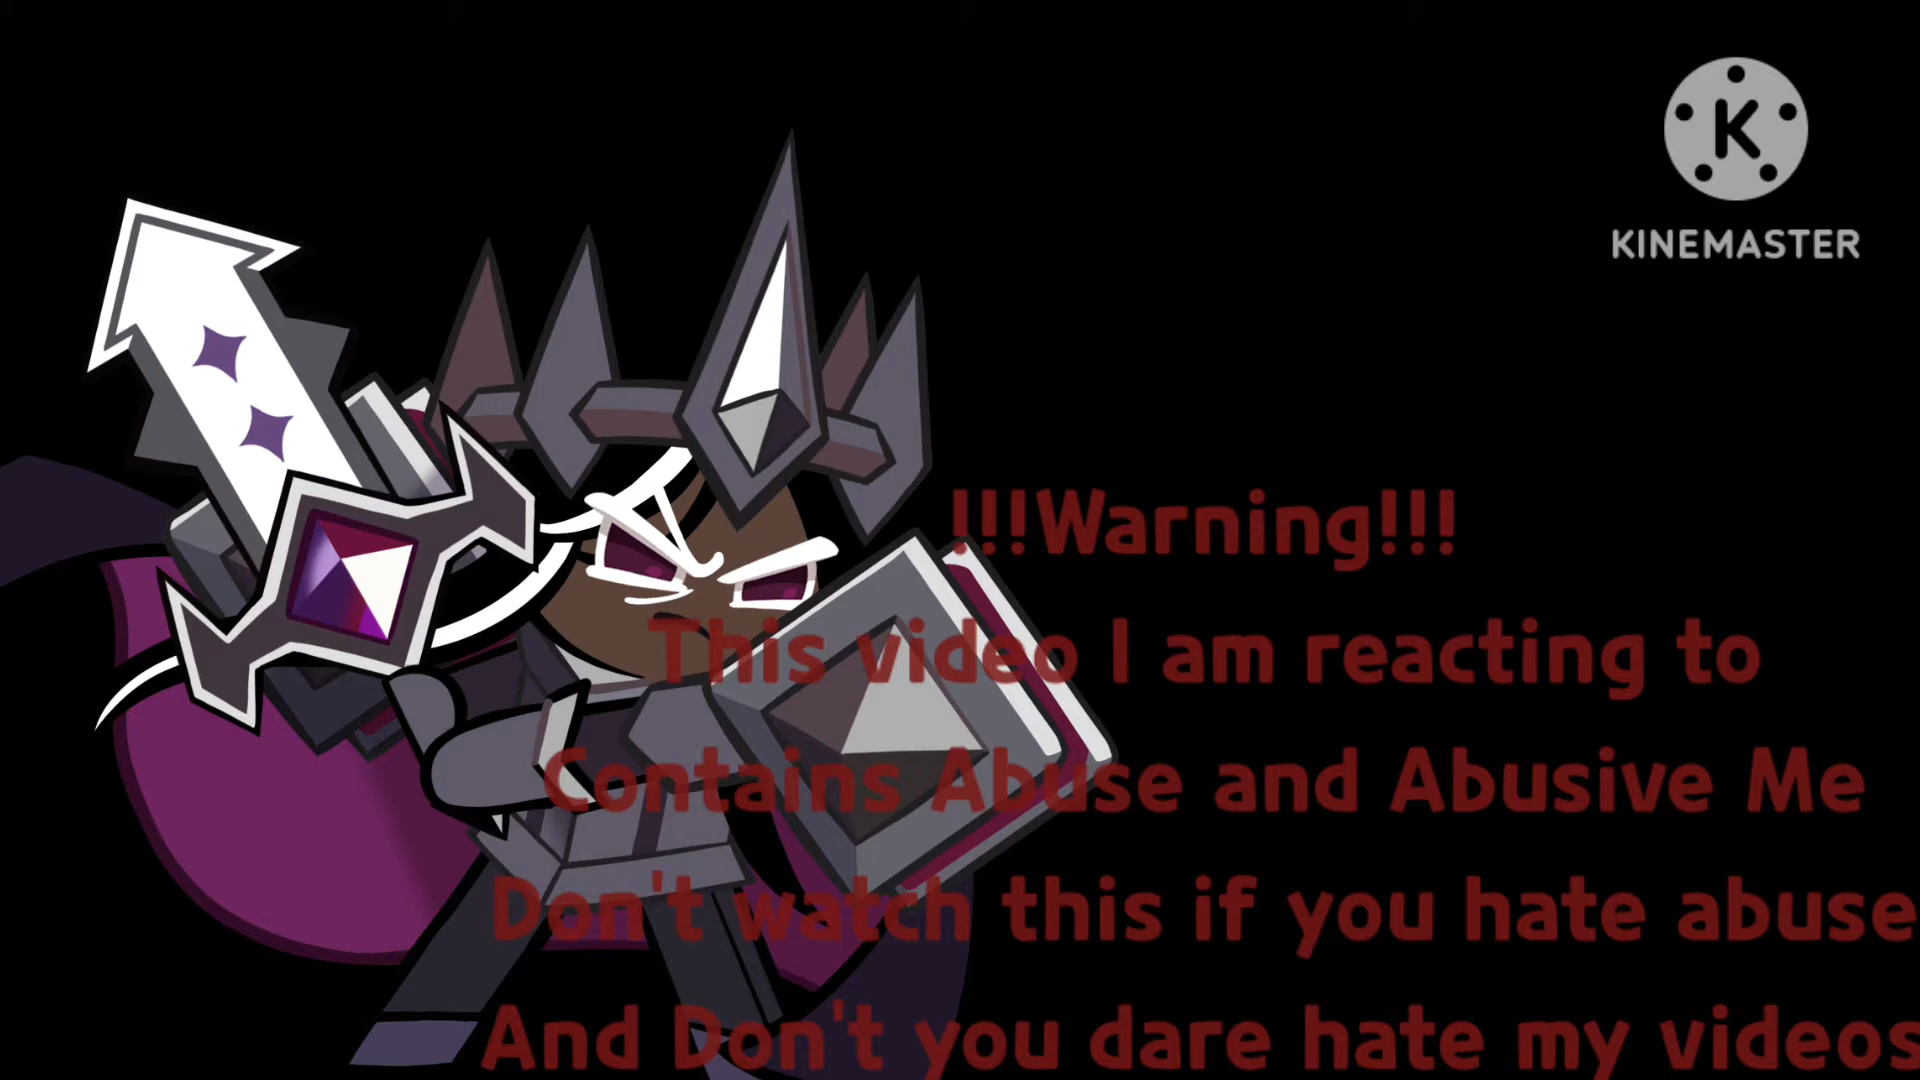 K
KINEMASTER
!!!Warning!!!
This video I am reacting to
Contains Abuse and Abusive Me
Don't watch this if you hate abuse
And Don't you dare hate my videos